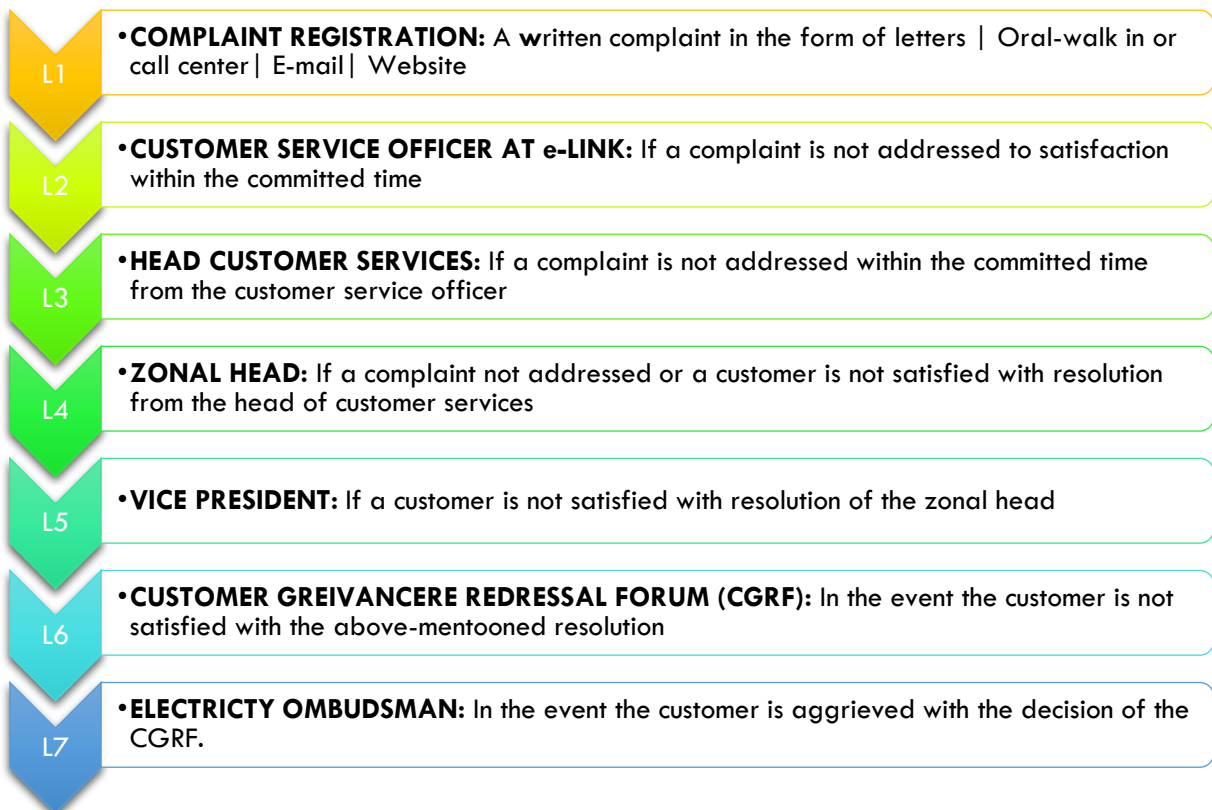 L1
•COMPLAINT REGISTRATION: A written complaint in the form of letters | Oral-walk in or
call center| E-mail| Website
L2
•CUSTOMER SERVICE OFFICER AT e-LINK: If a complaint is not addressed to satisfaction
within the committed time
L3
•HEAD CUSTOMER SERVICES: If a complaint is not addressed within the committed time
from the customer service officer
L4
•ZONAL HEAD: If a complaint not addressed or a customer is not satisfied with resolution
from the head of customer services
L5
•VICE PRESIDENT: If a customer is not satisfied with resolution of the zonal head
L6
•CUSTOMER GREIVANCERE REDRESSAL FORUM (CGRF): In the event the customer is not
satisfied with the above-mentooned resolution
L7
•ELECTRICTY OMBUDSMAN: In the event the customer is aggrieved with the decision of the
CGRF.